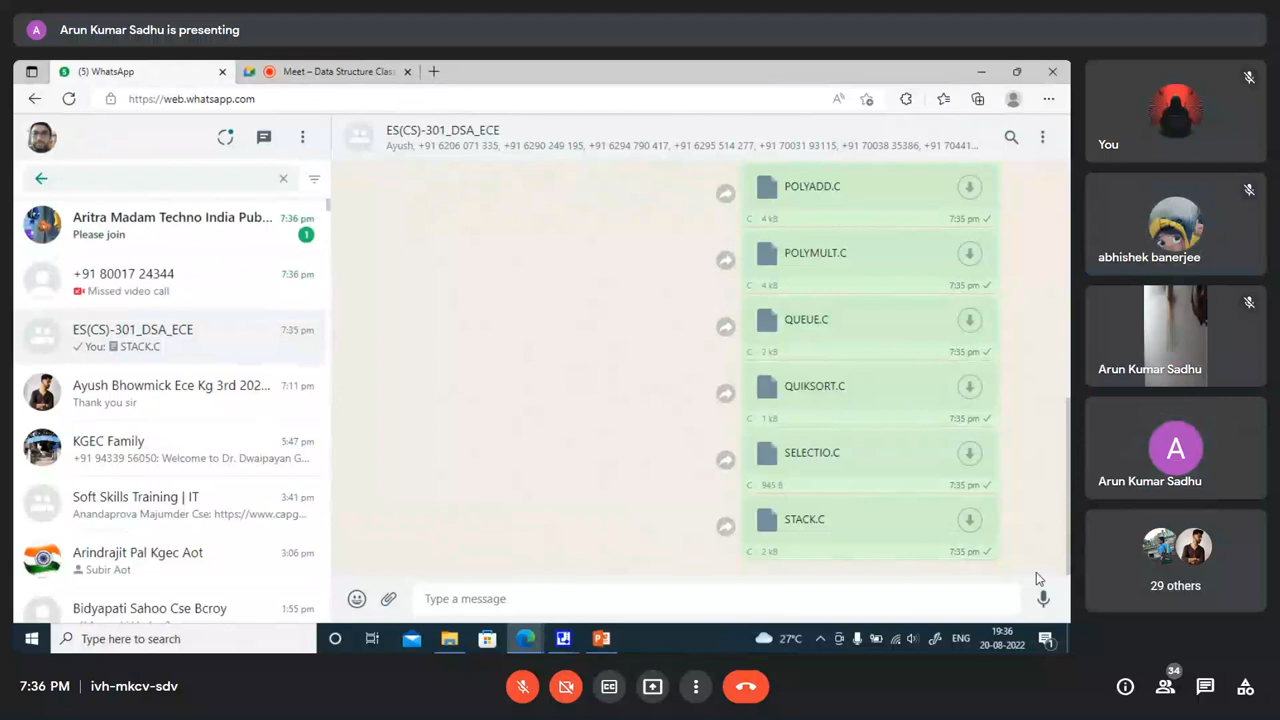 A Arun Kumar Sadhu is presenting
(5) WhatsApp
Meet – Data Structure Clas
https://web.whatsapp.com
ES(CS)-301_DSA_ECE
Ayush, +91 6206 071 335, +91 6290 249 195, +91 6294 790 417, +91 6295 514 277, +91 70031 93115, +91 70038 35386, +91 70441...
Aritra Madam Techno India Pub... 7:36 pm
Please join 1
+91 80017 24344 7:36 pm
Missed video call
ES(CS)-301_DSA_ECE 7:35 pm
You: STACK.C
Ayush Bhowmick Ece Kg 3rd 202... 7:11 pm
Thank you sir
KGEC Family 5:47 pm
+91 94339 56050: Welcome to Dr. Dwaipayan G...
Soft Skills Training | IT 3:41 pm
Anandaprova Majumder Cse: https://www.capg...
Arindrajit Pal Kgec Aot 3:06 pm
Subir Aot
Bidyapati Sahoo Cse Bcroy 1:55 pm
POLYADD.C
C 4 kB 7:35 pm
POLYMULT.C
C 4 kB 7:35 pm
QUEUE.C
C 2 kB 7:35 pm
QUIKSORT.C
C 1 kB 7:35 pm
SELECTIO.C
C 945 B 7:35 pm
STACK.C
C 2 kB 7:35 pm
Type a message
Type here to search
27°C
ENG
19:36
20-08-2022
1
You
abhishek banerjee
Arun Kumar Sadhu
A
Arun Kumar Sadhu
29 others
7:36 PM ivh-mkcv-sdv
34